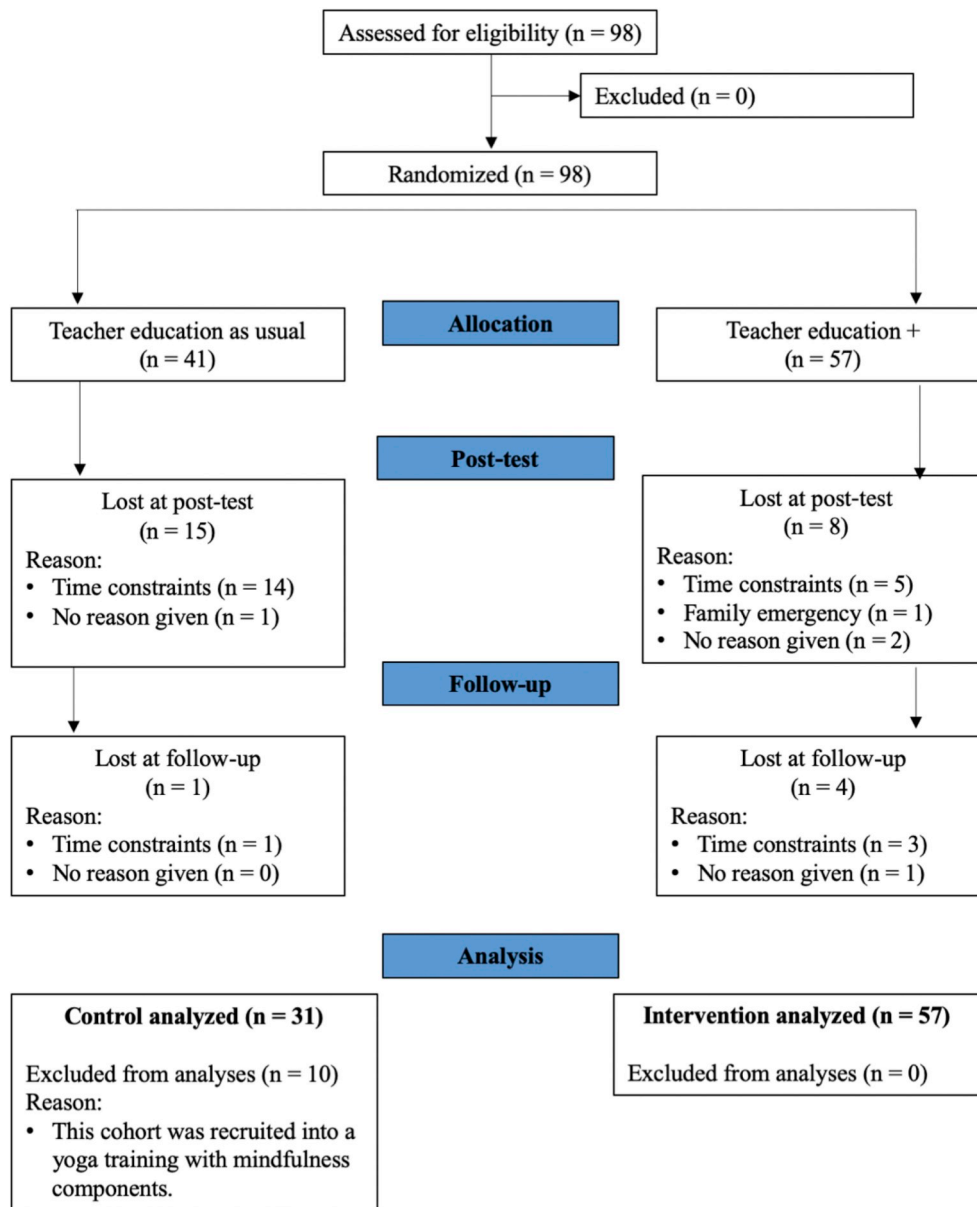 Assessed for eligibility (n = 98)
Excluded (n = 0)
Randomized (n = 98)
Teacher education as usual
(n = 41)
Allocation
Teacher education +
(n = 57)
Post-test
Lost at post-test
(n = 15)
Reason:
• Time constraints (n = 14)
• No reason given (n = 1)
Lost at post-test
(n = 8)
Reason:
• Time constraints (n = 5)
• Family emergency (n = 1)
• No reason given (n = 2)
Follow-up
Lost at follow-up
(n = 1)
Reason:
• Time constraints (n = 1)
• No reason given (n = 0)
Lost at follow-up
(n = 4)
Reason:
• Time constraints (n = 3)
• No reason given (n = 1)
Analysis
Control analyzed (n = 31)
Excluded from analyses (n = 10)
Reason:
• This cohort was recruited into a
yoga training with mindfulness
components.
Intervention analyzed (n = 57)
Excluded from analyses (n = 0)